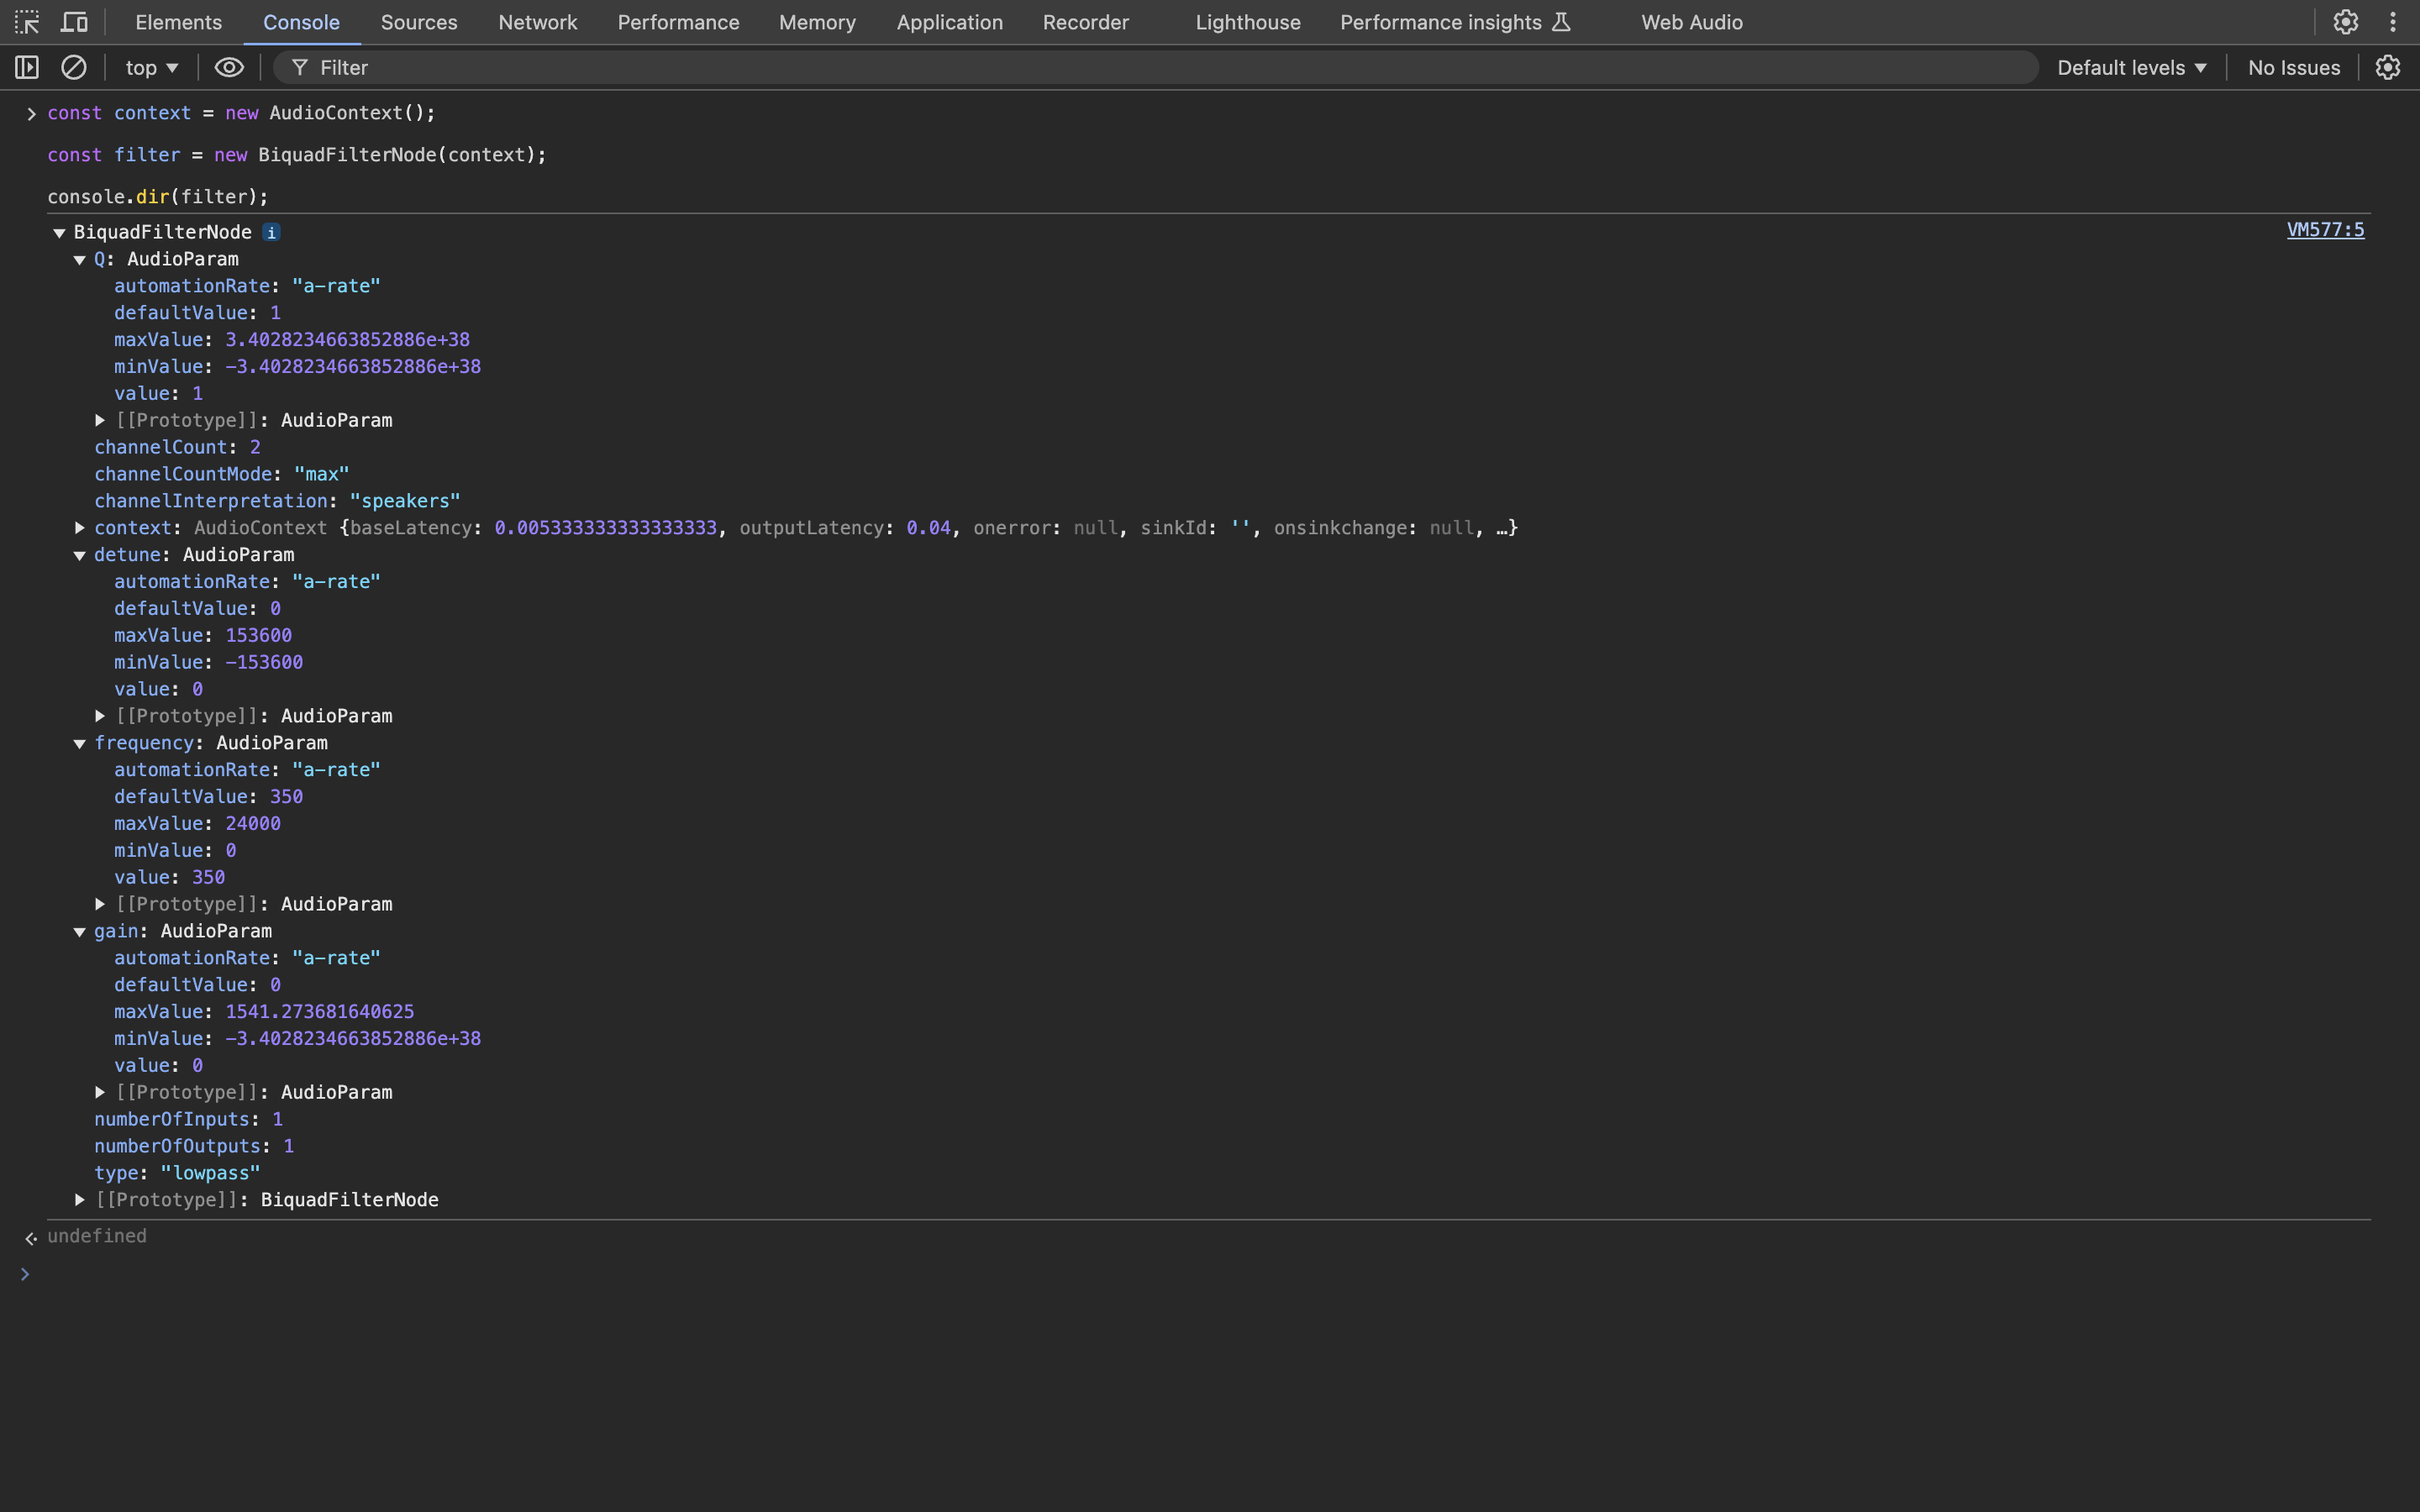 Elements Console Sources Network Performance Memory Application Recorder Lighthouse Performance insights Web Audio
top Filter Default levels No Issues
const context = new AudioContext();
const filter = new BiquadFilterNode(context);
console.dir(filter);
BiquadFilterNode i VM577:5
Q: AudioParam
automationRate: "a-rate"
defaultValue: 1
maxValue: 3.4028234663852886e+38
minValue: -3.4028234663852886e+38
value: 1
[[Prototype]]: AudioParam
channelCount: 2
channelCountMode: "max"
channelInterpretation: "speakers"
context: AudioContext {baseLatency: 0.005333333333333333, outputLatency: 0.04, onerror: null, sinkId: '', onsinkchange: null, …}
detune: AudioParam
automationRate: "a-rate"
defaultValue: 0
maxValue: 153600
minValue: -153600
value: 0
[[Prototype]]: AudioParam
frequency: AudioParam
automationRate: "a-rate"
defaultValue: 350
maxValue: 24000
minValue: 0
value: 350
[[Prototype]]: AudioParam
gain: AudioParam
automationRate: "a-rate"
defaultValue: 0
maxValue: 1541.273681640625
minValue: -3.4028234663852886e+38
value: 0
[[Prototype]]: AudioParam
numberOfInputs: 1
numberOfOutputs: 1
type: "lowpass"
[[Prototype]]: BiquadFilterNode
undefined